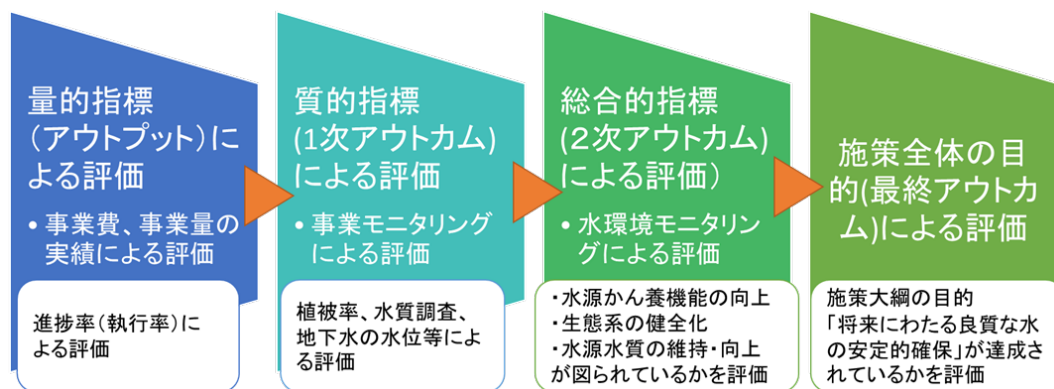 量的指標
(アウトプット)に
よる評価
• 事業費、事業量の
実績による評価
進捗率(執行率)に
よる評価
質的指標
(1次アウトカム)
による評価
• 事業モニタリング
による評価
植被率、水質調査、
地下水の水位等によ
る評価
総合的指標
(2次アウトカム)
による評価)
• 水環境モニタリン
グによる評価
・水源かん養機能の向上
・生態系の健全化
・水源水質の維持・向上
が図られているかを評価
施策全体の目
的(最終アウトカ
ム)による評価
施策大綱の目的
「将来にわたる良質な水
の安定的確保」が達成さ
れているかを評価